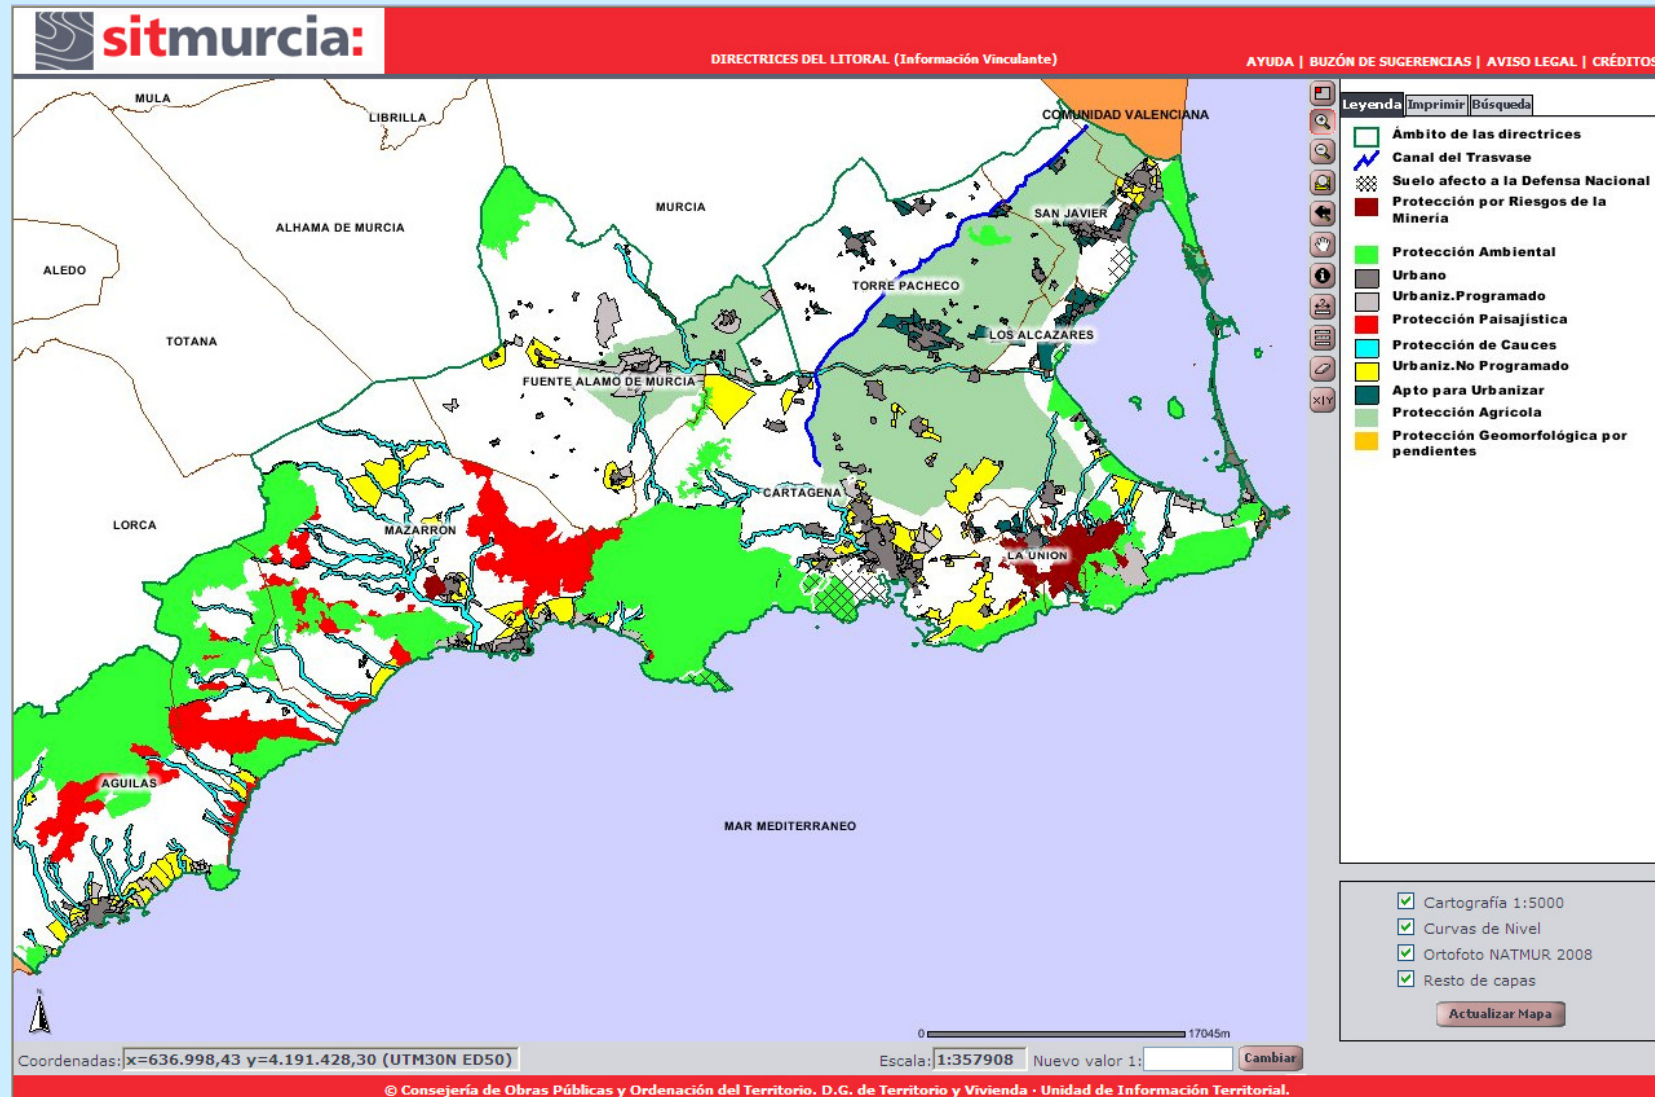 sitmurcia:
DIRECTRICES DEL LITORAL (Información Vinculante)
AYUDA | BUZÓN DE SUGERENCIAS | AVISO LEGAL | CRÉDITOS
MULA
LIBRILLA
COMUNIDAD VALENCIANA
MURCIA
SAN JAVIER
ALHAMA DE MURCIA
ALEDO
TORRE PACHECO
TOTANA
LOS ALCAZARES
FUENTE ALAMO DE MURCIA
CARTAGENA
LORCA
MAZARRÓN
LA UNION
AGUILAS
MAR MEDITERRANEO
N
0
17045m
Leyenda
Imprimir
Búsqueda
Ámbito de las directrices
Canal del Trasvase
Suelo afecto a la Defensa Nacional
Protección por Riesgos de la
Minería
Protección Ambiental
Urbano
Urbaniz.Programado
Protección Paisajística
Protección de Cauces
Urbaniz.No Programado
Apto para Urbanizar
Protección Agrícola
Protección Geomorfológica por
pendientes
X|Y
Cartografía 1:5000
Curvas de Nivel
Ortofoto NATMUR 2008
Resto de capas
Actualizar Mapa
Coordenadas: x=636.998,43 y=4.191.428,30 (UTM30N ED50)
Escala: 1:357908 Nuevo valor 1: Cambiar
© Consejería de Obras Públicas y Ordenación del Territorio. D.G. de Territorio y Vivienda · Unidad de Información Territorial.